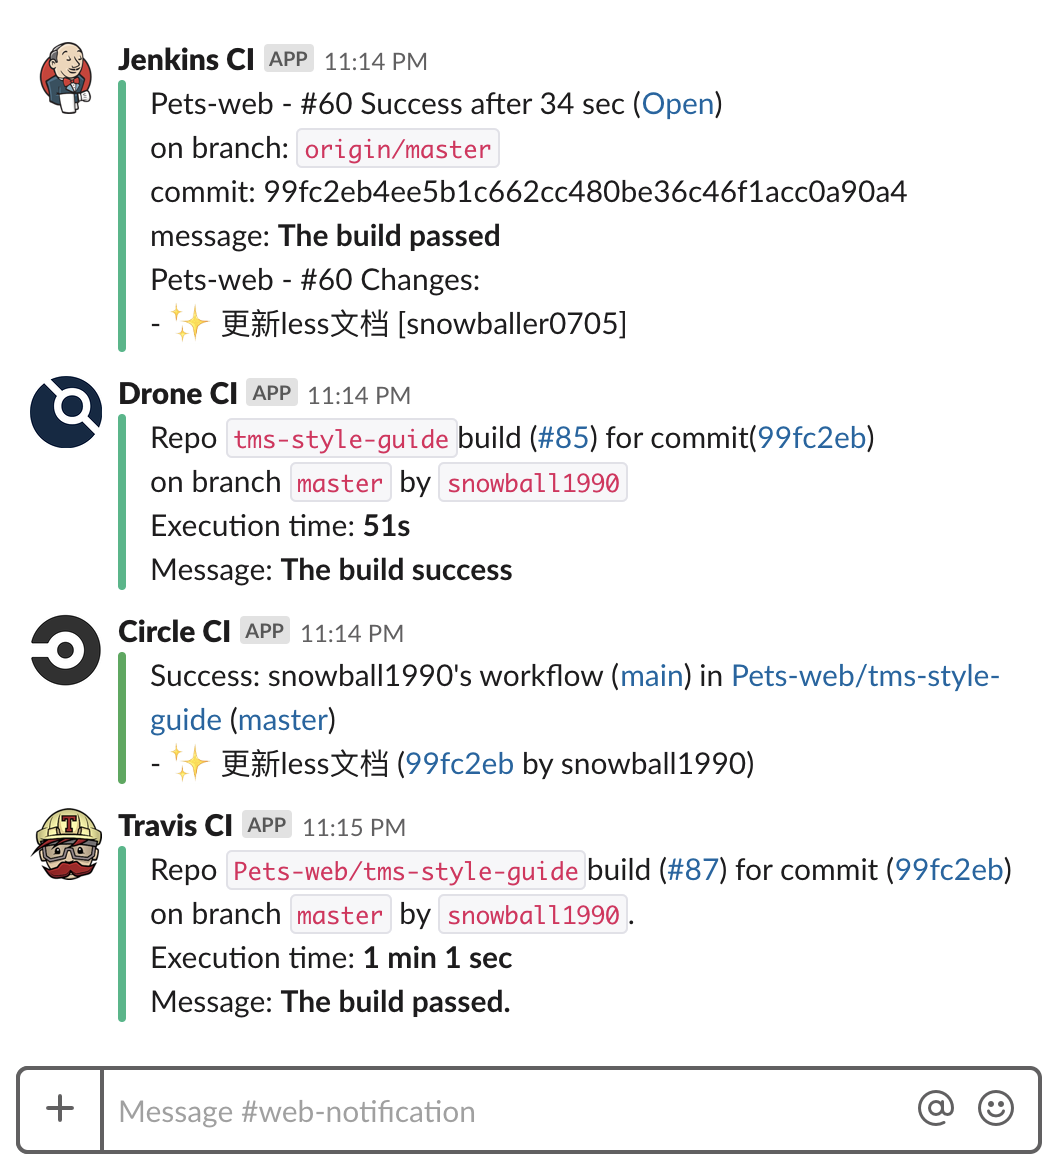 Jenkins CI APP 11:14 PM
Pets-web - #60 Success after 34 sec (Open)
on branch: origin/master
commit: 99fc2eb4ee5b1c662cc480be36c46f1acc0a90a4
message: The build passed
Pets-web - #60 Changes:
- ✨ 更新less文档 [snowballer0705]
Drone CI APP 11:14 PM
Repo tms-style-guide build (#85) for commit(99fc2eb)
on branch master by snowball1990
Execution time: 51s
Message: The build success
Circle CI APP 11:14 PM
Success: snowball1990's workflow (main) in Pets-web/tms-style-
guide (master)
- ✨ 更新less文档 (99fc2eb by snowball1990)
T
Travis CI APP 11:15 PM
Repo Pets-web/tms-style-guide build (#87) for commit (99fc2eb)
on branch master by snowball1990.
Execution time: 1 min 1 sec
Message: The build passed.
+ Message #web-notification @